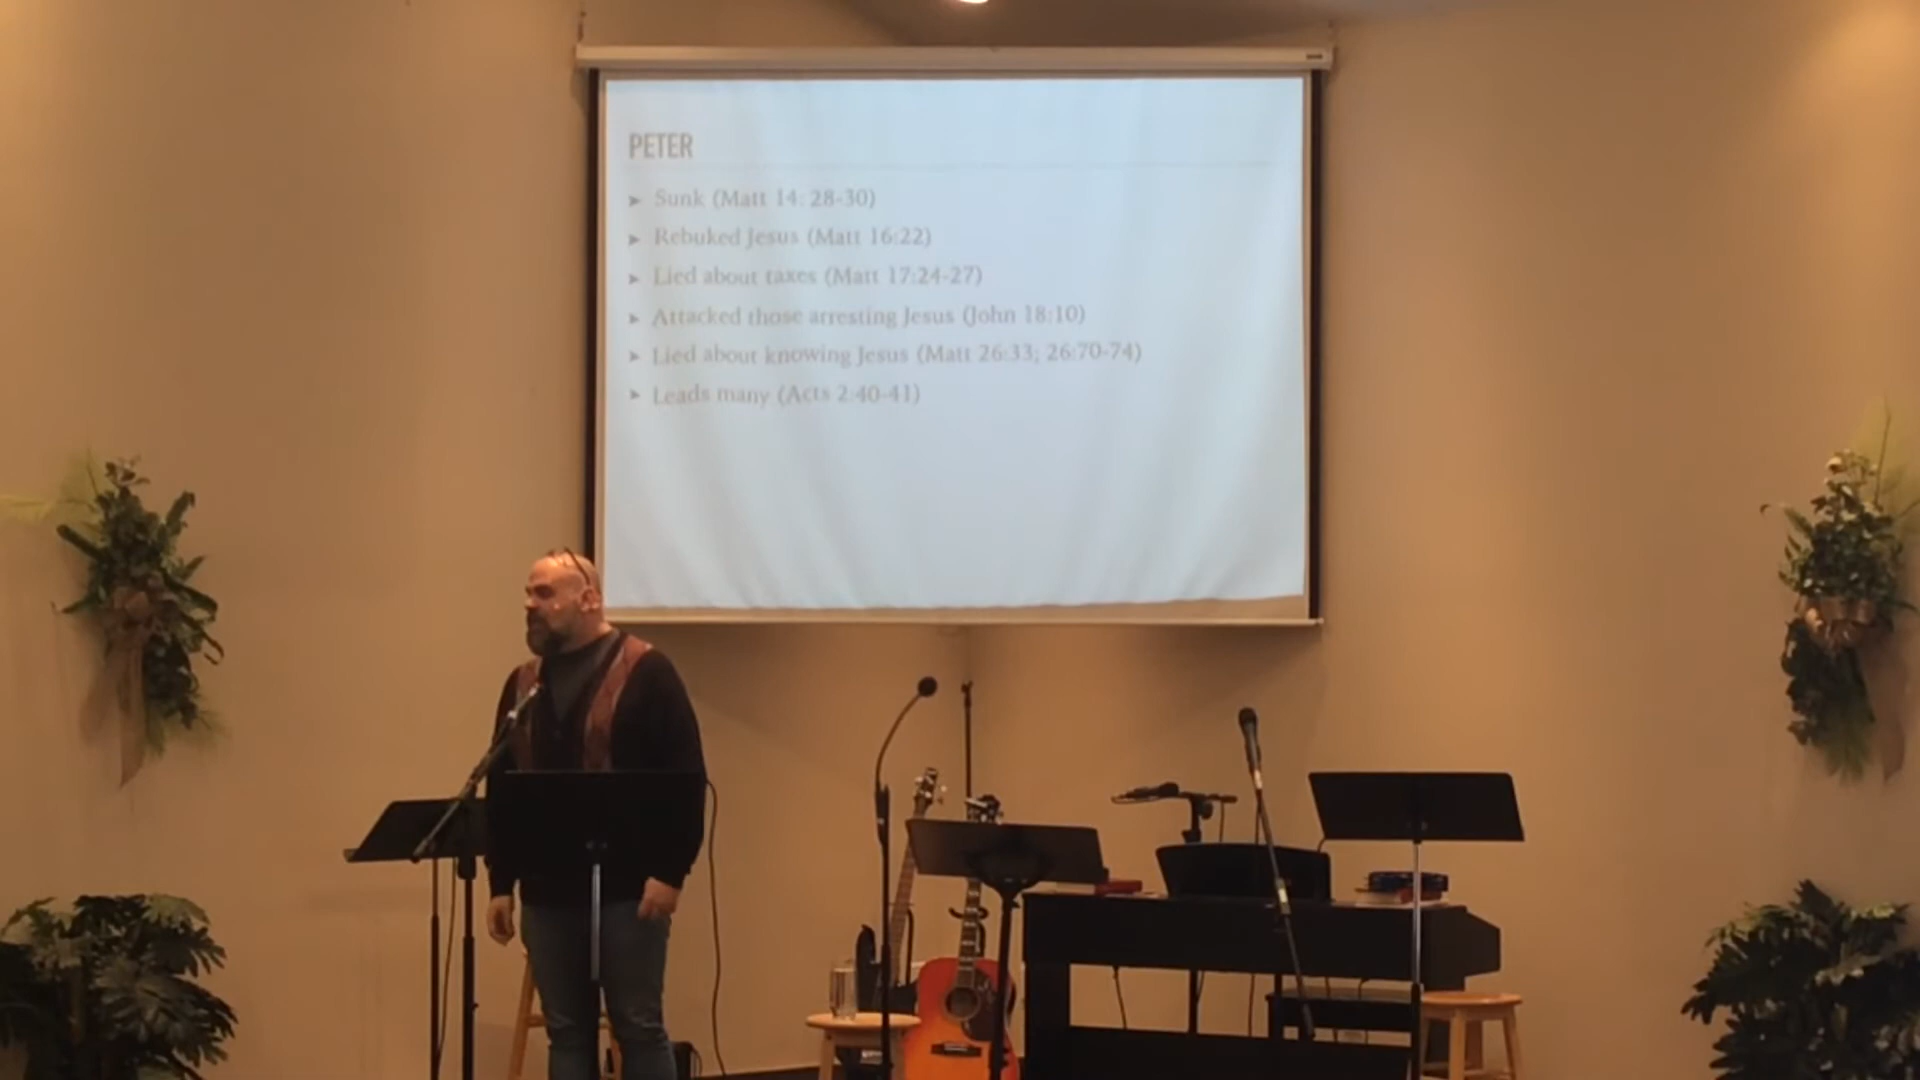 PETER
➤ Sunk (Matt 14: 28-30)
➤ Rebuked Jesus (Matt 16:22)
➤ Lied about taxes (Matt 17:24-27)
➤ Attacked those arresting Jesus (John 18:10)
➤ Lied about knowing Jesus (Matt 26:33; 26:70-74)
➤ Leads many (Acts 2:40-41)